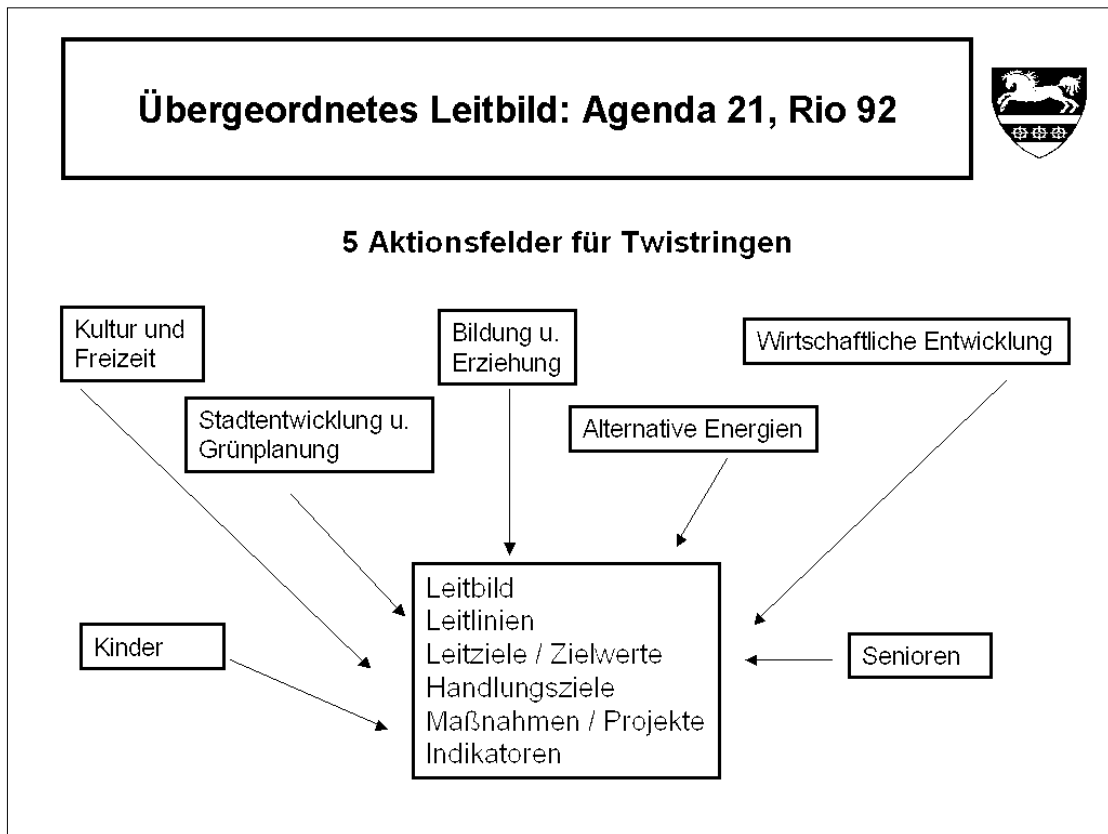 Übergeordnetes Leitbild: Agenda 21, Rio 92
5 Aktionsfelder für Twistringen
Kultur und
Freizeit
Bildung u.
Erziehung
Wirtschaftliche Entwicklung
Stadtentwicklung u.
Grünplanung
Alternative Energien
Leitbild
Leitlinien
Leitziele / Zielwerte
Handlungsziele
Maßnahmen / Projekte
Indikatoren
Kinder
Senioren